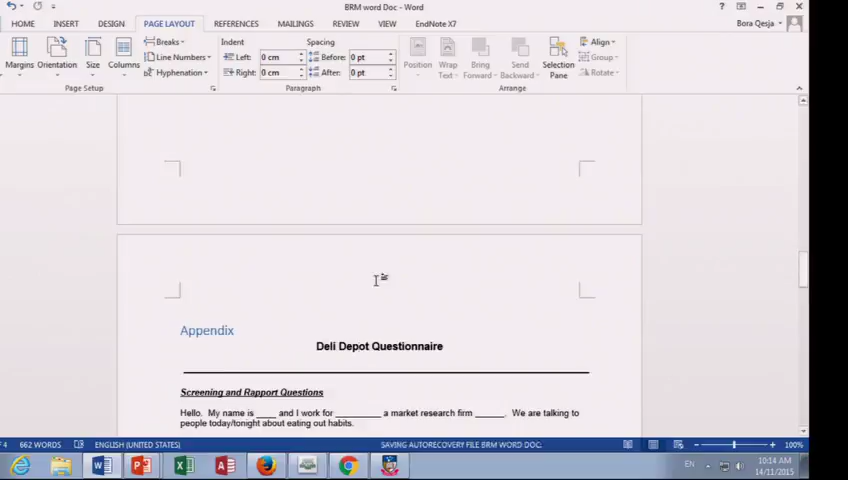 BRM word Doc - Word
HOME INSERT DESIGN PAGE LAYOUT REFERENCES MAILINGS REVIEW VIEW EndNote X7
Bora Qesja
Margins Orientation Size Columns
Breaks
Line Numbers
Hyphenation
Page Setup
Indent
Left: 0 cm
Right: 0 cm
Spacing
Before: 0 pt
After: 0 pt
Paragraph
Position
Wrap Text
Bring Forward
Send Backward
Selection Pane
Align
Group
Rotate
Arrange
Appendix
Deli Depot Questionnaire
Screening and Rapport Questions
Hello. My name is ____ and I work for _________ a market research firm ______. We are talking to
people today/tonight about eating out habits.
OF 4 662 WORDS ENGLISH (UNITED STATES) SAVING AUTORECOVERY FILE BRM WORD DOC: 100%
EN 10:14 AM
14/11/2015